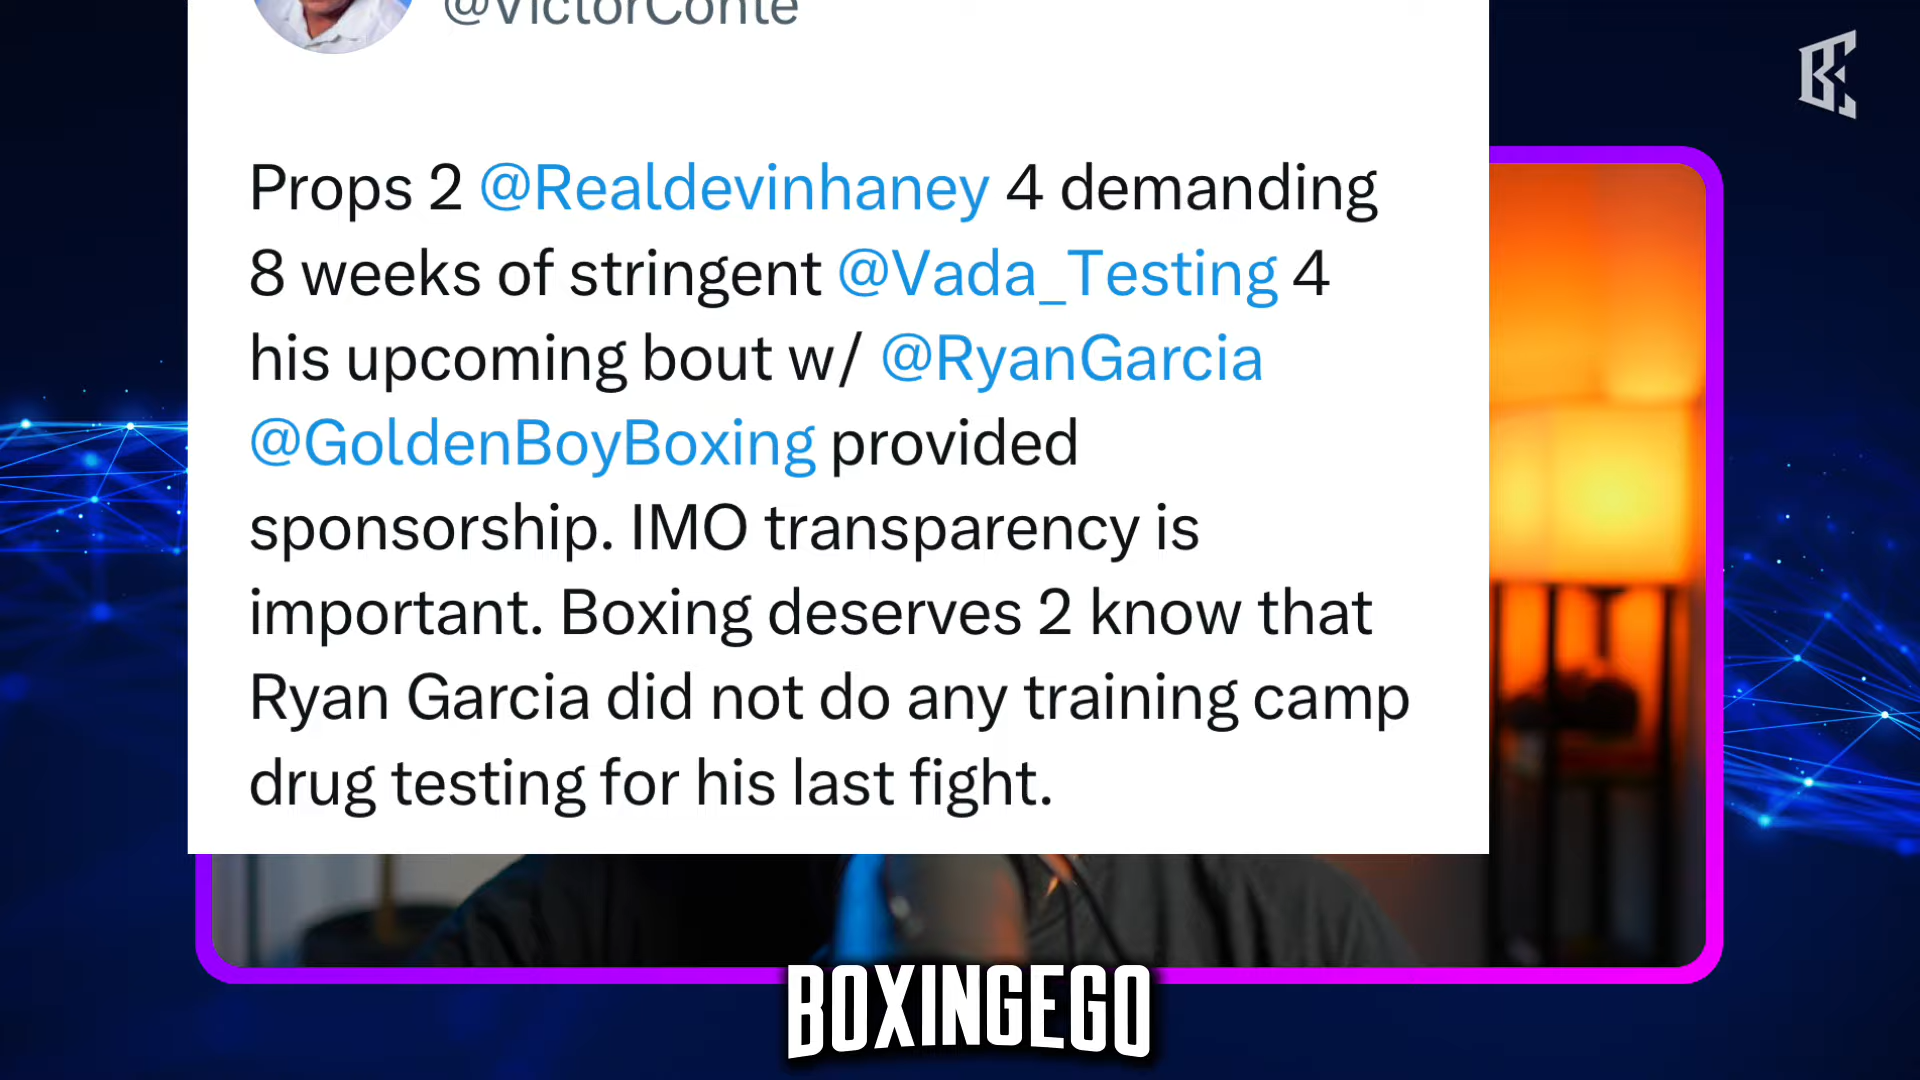 @VictorConte
Props 2 @Realdevinhaney 4 demanding
8 weeks of stringent @Vada_Testing 4
his upcoming bout w/ @RyanGarcia
@GoldenBoyBoxing provided
sponsorship. IMO transparency is
important. Boxing deserves 2 know that
Ryan Garcia did not do any training camp
drug testing for his last fight.
BOXINGEGO